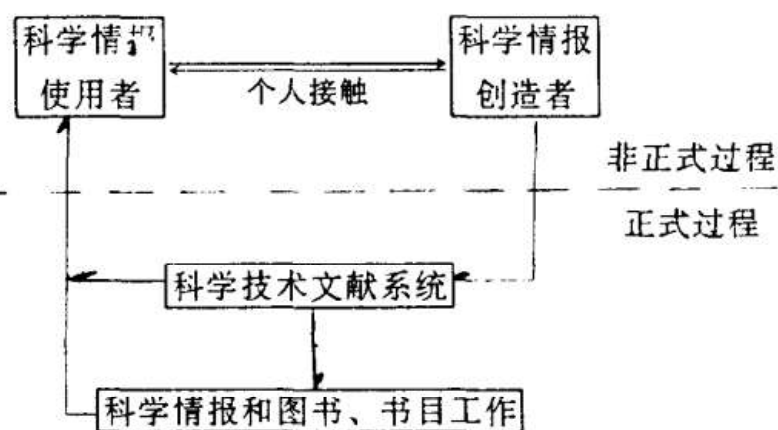 科学情
使用者
个人接触
科学情报
创造者
非正式过程
正式过程
科学技术文献系统
科学情报和图书、书目工作